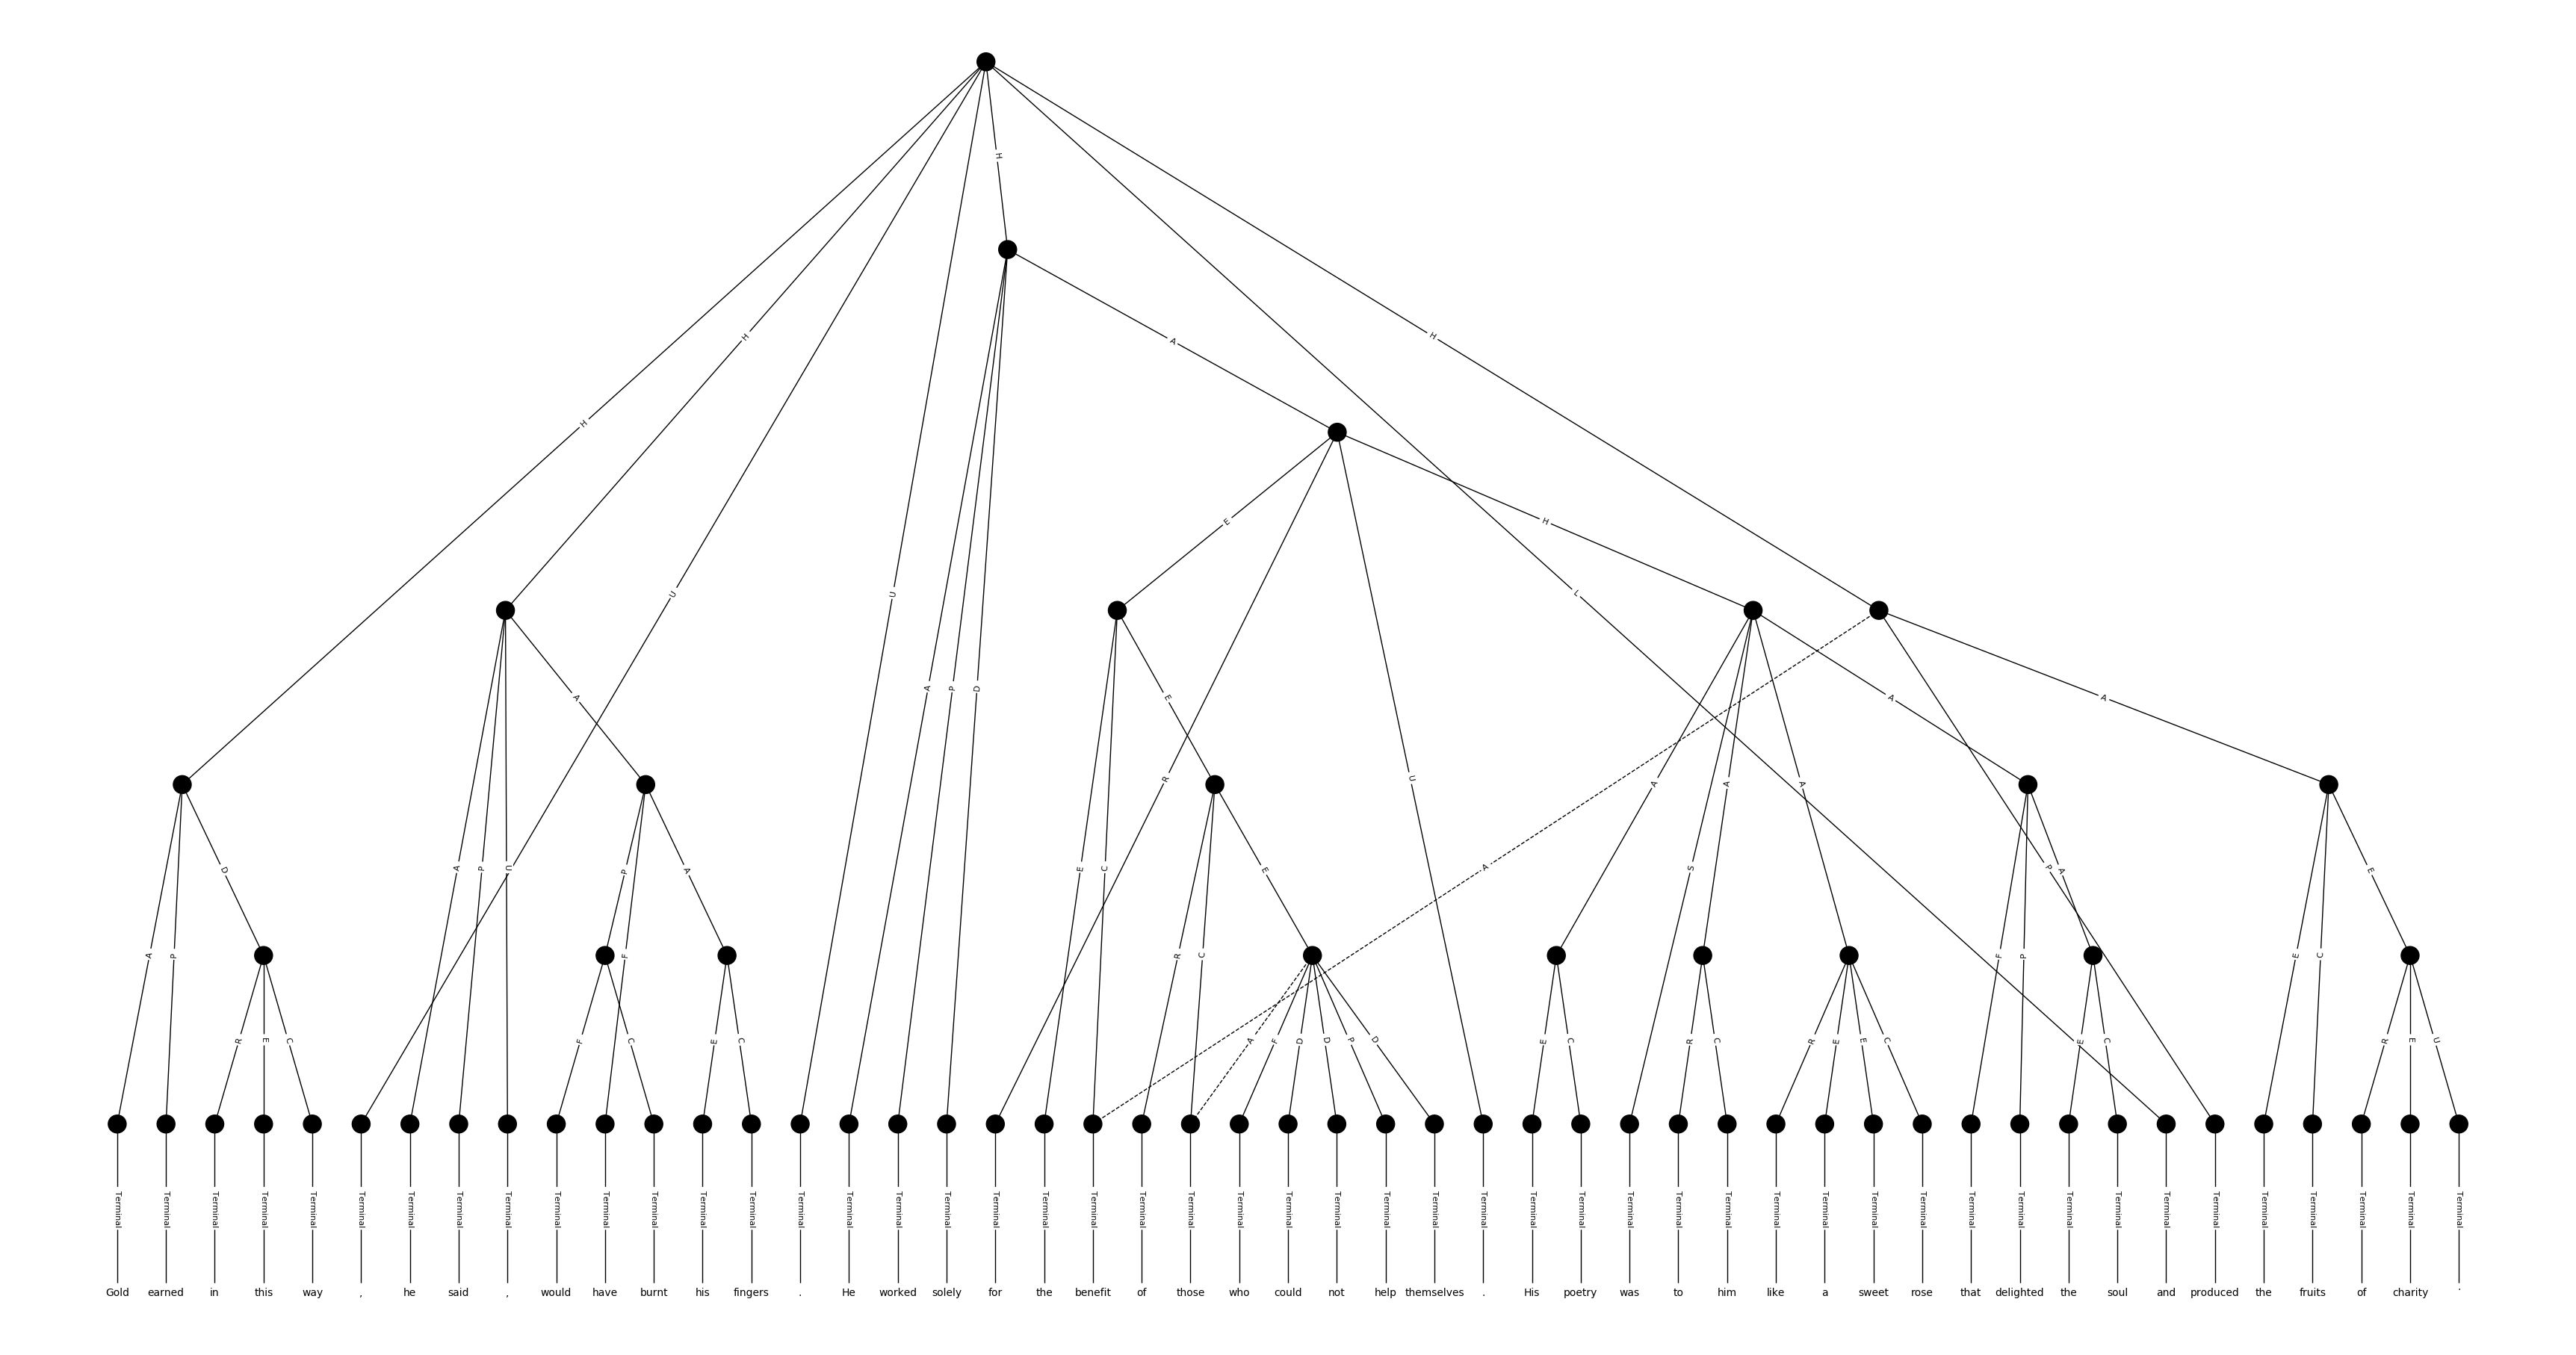 H
H
H
A
H
U
U
E
H
L
A
P
D
A
A
R
U
A
S
A
A
A
A
D
A
P
U
P
A
E
C
E
A
P
A
E
A
P
F
R
C
F
P
E
C
R
E
C
F
C
E
C
A
F
D
D
P
D
E
C
R
C
R
E
E
C
E
C
R
E
U
Terminal Terminal Terminal Terminal Terminal Terminal Terminal Terminal Terminal Terminal Terminal Terminal Terminal Terminal Terminal Terminal Terminal Terminal Terminal Terminal Terminal Terminal Terminal Terminal Terminal Terminal Terminal Terminal Terminal Terminal Terminal Terminal Terminal Terminal Terminal Terminal Terminal Terminal Terminal Terminal Terminal Terminal Terminal Terminal Terminal Terminal Terminal Terminal Terminal
Gold earned in this way , he said , would have burnt his fingers . He worked solely for the benefit of those who could not help themselves . His poetry was to him like a sweet rose that delighted the soul and produced the fruits of charity .